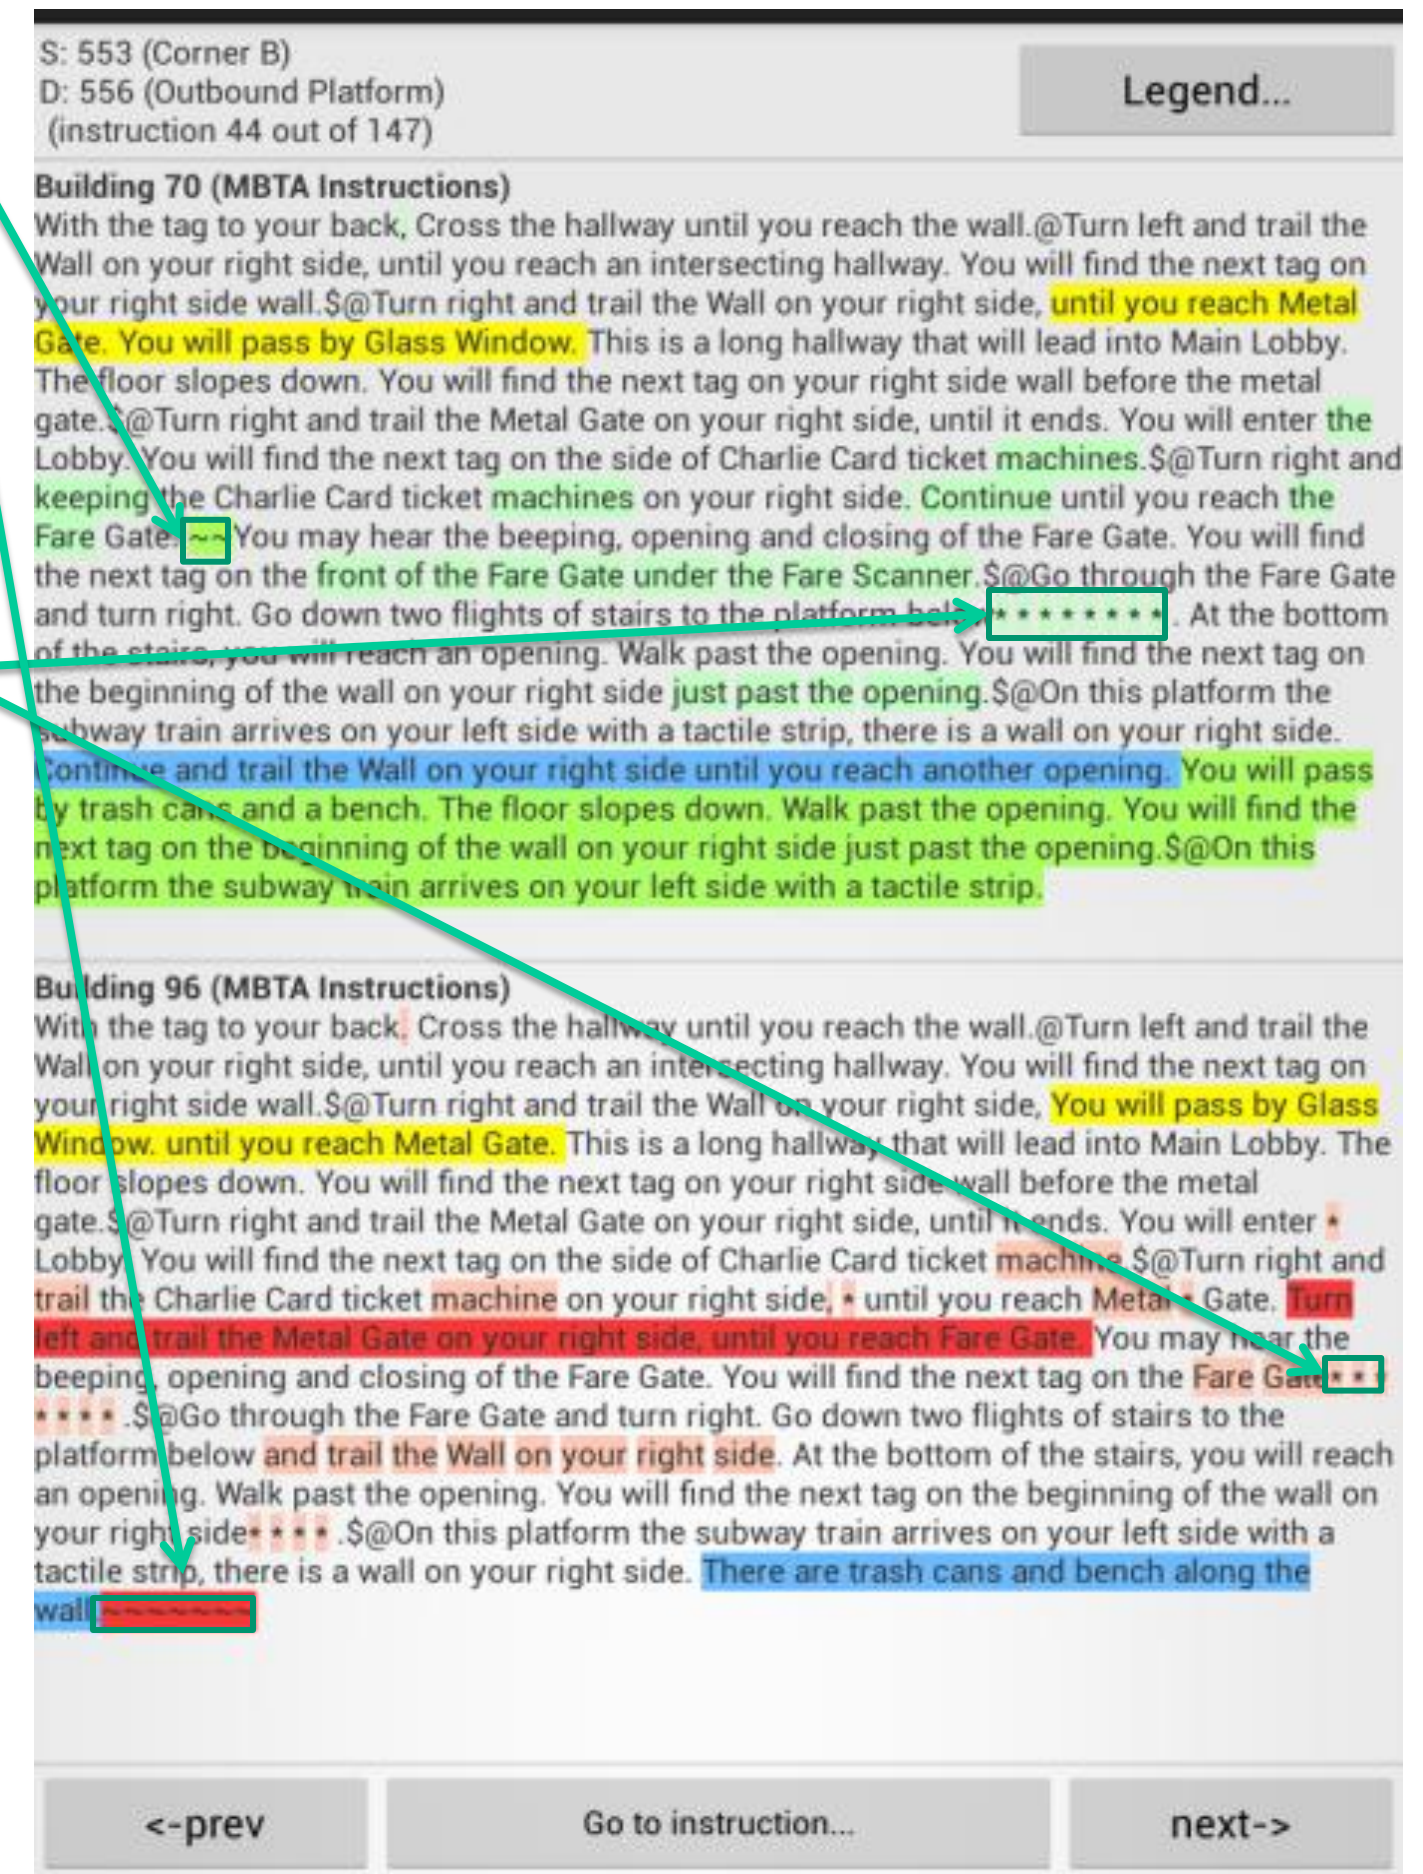 S: 553 (Corner B)
D: 556 (Outbound Platform)
(instruction 44 out of 147)
Legend...
Building 70 (MBTA Instructions)
With the tag to your back, Cross the hallway until you reach the wall.@Turn left and trail the
Wall on your right side, until you reach an intersecting hallway. You will find the next tag on
your right side wall.$@Turn right and trail the Wall on your right side, until you reach Metal
Gate. You will pass by Glass Window. This is a long hallway that will lead into Main Lobby.
The floor slopes down. You will find the next tag on your right side wall before the metal
gate.$@Turn right and trail the Metal Gate on your right side, until it ends. You will enter the
Lobby. You will find the next tag on the side of Charlie Card ticket machines.$@Turn right and
keeping the Charlie Card ticket machines on your right side. Continue until you reach the
Fare Gate. ~~ You may hear the beeping, opening and closing of the Fare Gate. You will find
the next tag on the front of the Fare Gate under the Fare Scanner.$@Go through the Fare Gate
and turn right. Go down two flights of stairs to the platform below * * * * * * * * . At the bottom
of the stairs, you will reach an opening. Walk past the opening. You will find the next tag on
the beginning of the wall on your right side just past the opening.$@On this platform the
subway train arrives on your left side with a tactile strip, there is a wall on your right side.
Continue and trail the Wall on your right side until you reach another opening. You will pass
by trash cans and a bench. The floor slopes down. Walk past the opening. You will find the
next tag on the beginning of the wall on your right side just past the opening.$@On this
platform the subway train arrives on your left side with a tactile strip.
Building 96 (MBTA Instructions)
With the tag to your back. Cross the hallway until you reach the wall.@Turn left and trail the
Wall on your right side, until you reach an intersecting hallway. You will find the next tag on
your right side wall.$@Turn right and trail the Wall on your right side, You will pass by Glass
Window. until you reach Metal Gate. This is a long hallway that will lead into Main Lobby. The
floor slopes down. You will find the next tag on your right side wall before the metal
gate.$@Turn right and trail the Metal Gate on your right side, until it ends. You will enter *
Lobby. You will find the next tag on the side of Charlie Card ticket machine.$@Turn right and
trail the Charlie Card ticket machine on your right side, * until you reach Metal * Gate. Turn
left and trail the Metal Gate on your right side, until you reach Fare Gate. You may hear the
beeping, opening and closing of the Fare Gate. You will find the next tag on the Fare Gate * * *
* * * * .$@Go through the Fare Gate and turn right. Go down two flights of stairs to the
platform below and trail the Wall on your right side. At the bottom of the stairs, you will reach
an opening. Walk past the opening. You will find the next tag on the beginning of the wall on
your right side* * * * .$@On this platform the subway train arrives on your left side with a
tactile strip, there is a wall on your right side. There are trash cans and bench along the
wall.~~~~~~~
<-prev
Go to instruction...
next->